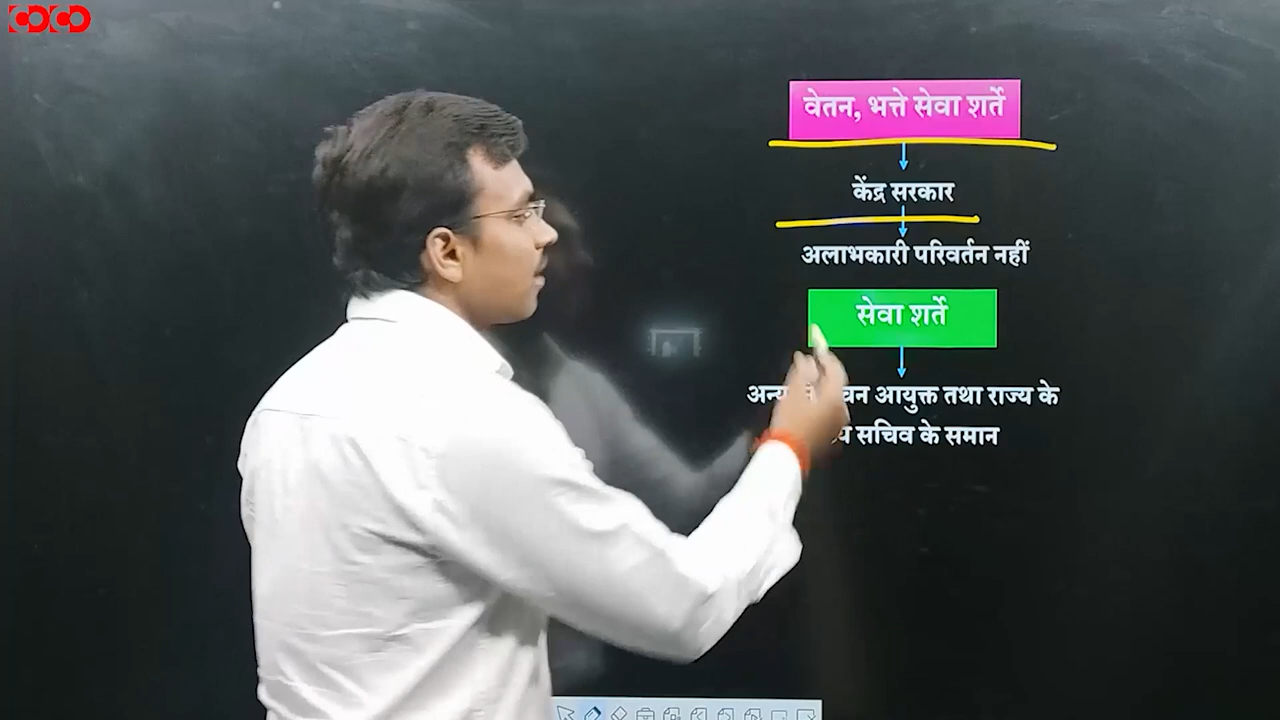 वेतन, भत्ते सेवा शर्ते
केंद्र सरकार
अलाभकारी परिवर्तन नहीं
सेवा शर्ते
आयुक्त तथा राज्य के
सचिव के समान